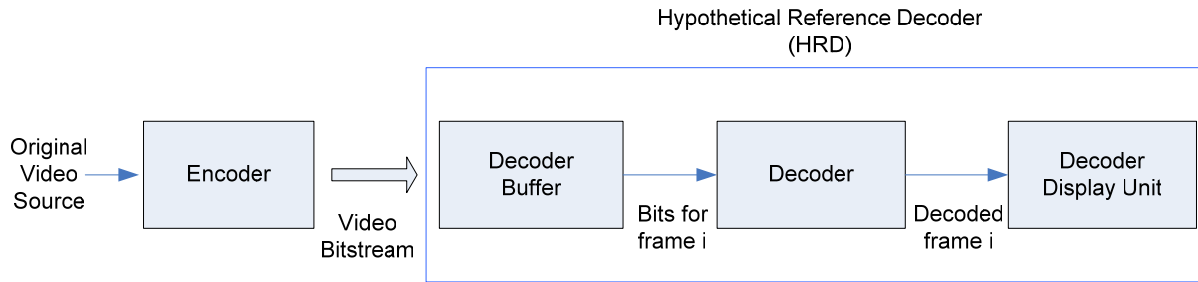 Hypothetical Reference Decoder
(HRD)
Original
Video
Source
Encoder
Video
Bitstream
Decoder
Buffer
Bits for
frame i
Decoder
Decoded
frame i
Decoder
Display Unit